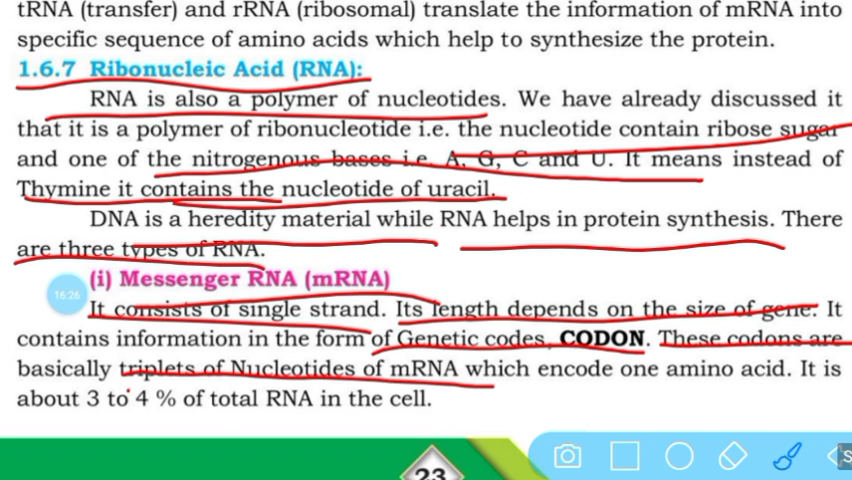 tRNA (transfer) and rRNA (ribosomal) translate the information of mRNA into
specific sequence of amino acids which help to synthesize the protein.
1.6.7 Ribonucleic Acid (RNA):
RNA is also a polymer of nucleotides. We have already discussed it
that it is a polymer of ribonucleotide i.e. the nucleotide contain ribose sugar
and one of the nitrogenous bases i.e. A, G, C and U. It means instead of
Thymine it contains the nucleotide of uracil.
DNA is a heredity material while RNA helps in protein synthesis. There
are three types of RNA.
(i) Messenger RNA (mRNA)
16:26
It consists of single strand. Its length depends on the size of gene. It
contains information in the form of Genetic codes, CODON. These codons are
basically triplets of Nucleotides of mRNA which encode one amino acid. It is
about 3 to 4 % of total RNA in the cell.
23
S